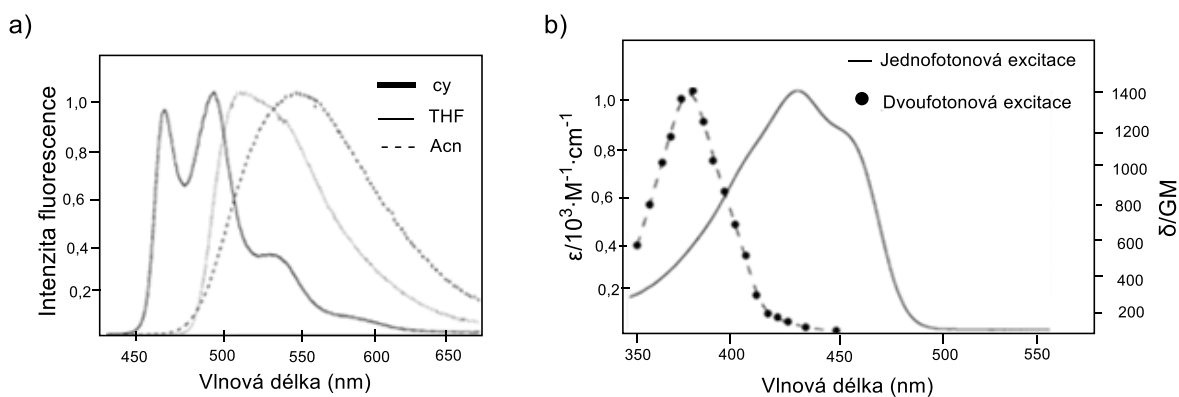 a)
Intenzita fluorescence
1,0
0,8
0,6
0,4
0,2
cy
THF
Acn
450 500 550 600 650
Vlnová délka (nm)
b)
ε/10³·M⁻¹·cm⁻¹
1,0
0,8
0,6
0,4
0,2
Jednofotonová excitace
Dvoufotonová excitace
1400
1200
1000
800
600
400
200
δ/GM
350 400 450 500 550
Vlnová délka (nm)